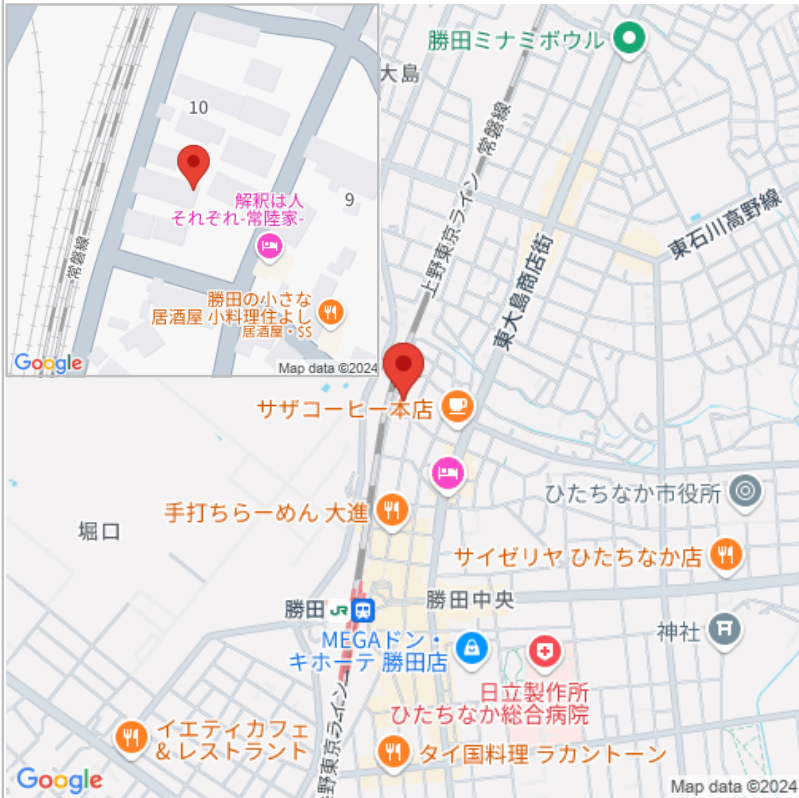 10
解釈は人
それぞれ-常陸家-
9
常磐線
勝田の小さな
居酒屋 小料理住よし
居酒屋・$$
Google
Map data ©2024
勝田ミナミボウル
大島
常磐線
上野東京ライン
東石川高野線
東大島商店街
サザコーヒー本店
ひたちなか市役所
手打ちらーめん 大進
堀口
サイゼリヤ ひたちなか店
勝田
JR
勝田中央
神社
MEGAドン・
キホーテ 勝田店
日立製作所
ひたちなか総合病院
上野東京ライン
イエティカフェ
&レストラント
タイ国料理 ラカントーン
Google
Map data ©2024